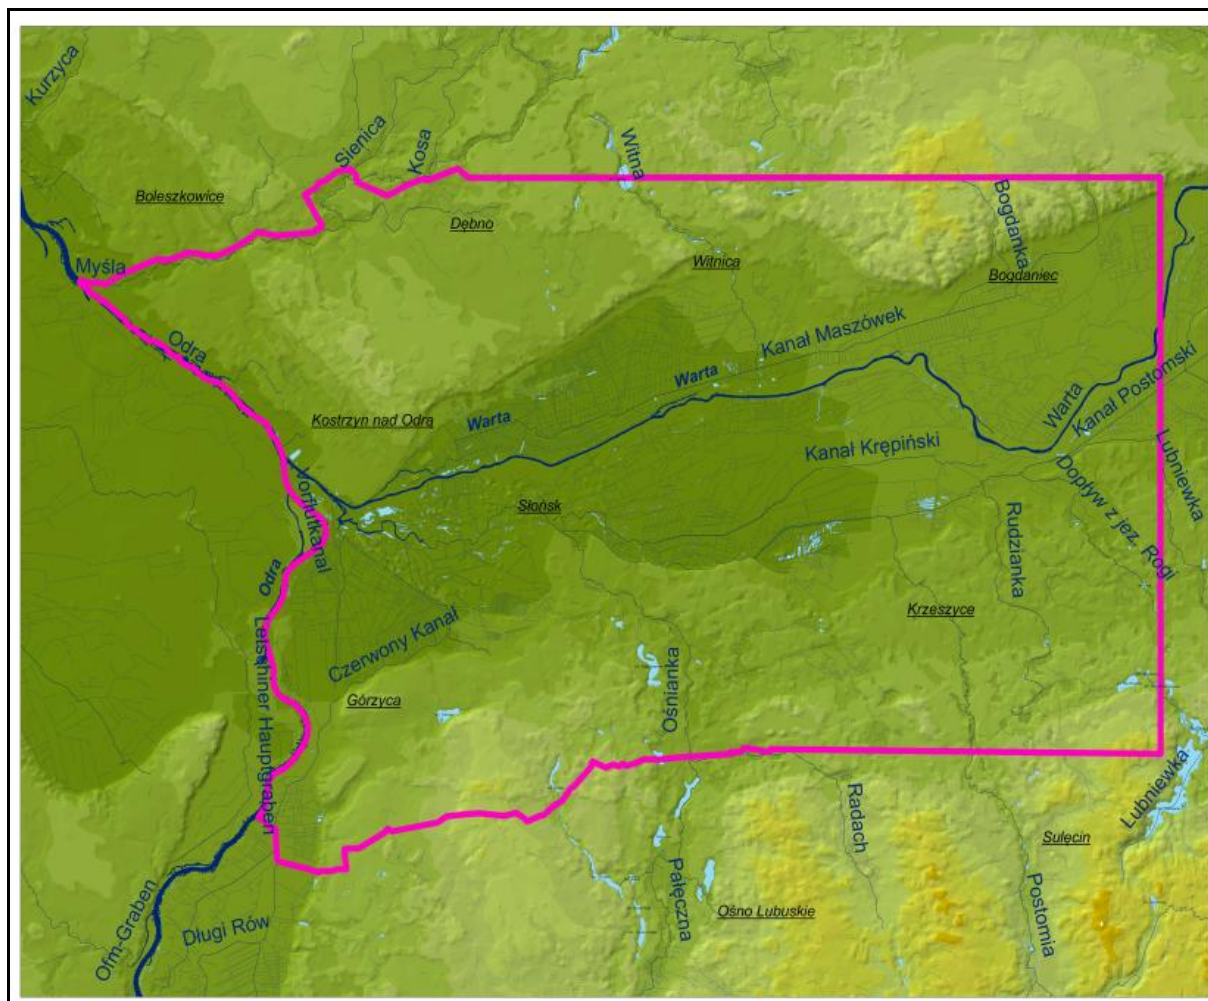 Kurzyca
Sienica
Kosa
Witna
Boleszkowice
Dębno
Bogdanka
Myśla
Witnica
Bogdaniec
Odra
Kanał Maszówek
Warta
Kanał Postomski
Warta
Warta
Kostrzyn nad Odrą
Kanał Krępiński
Lubniewka
Vorflutkanal
Słońsk
Dopływ z jez. Rogi
Rudzianka
Odra
Krzeszyce
Czerwony Kanał
Letschiner Hauptgraben
Ośnianka
Górzyca
Lubniewka
Radach
Sulęcin
Pałęczna
Postomia
Ośno Lubuskie
Ofm-Graben
Długi Rów